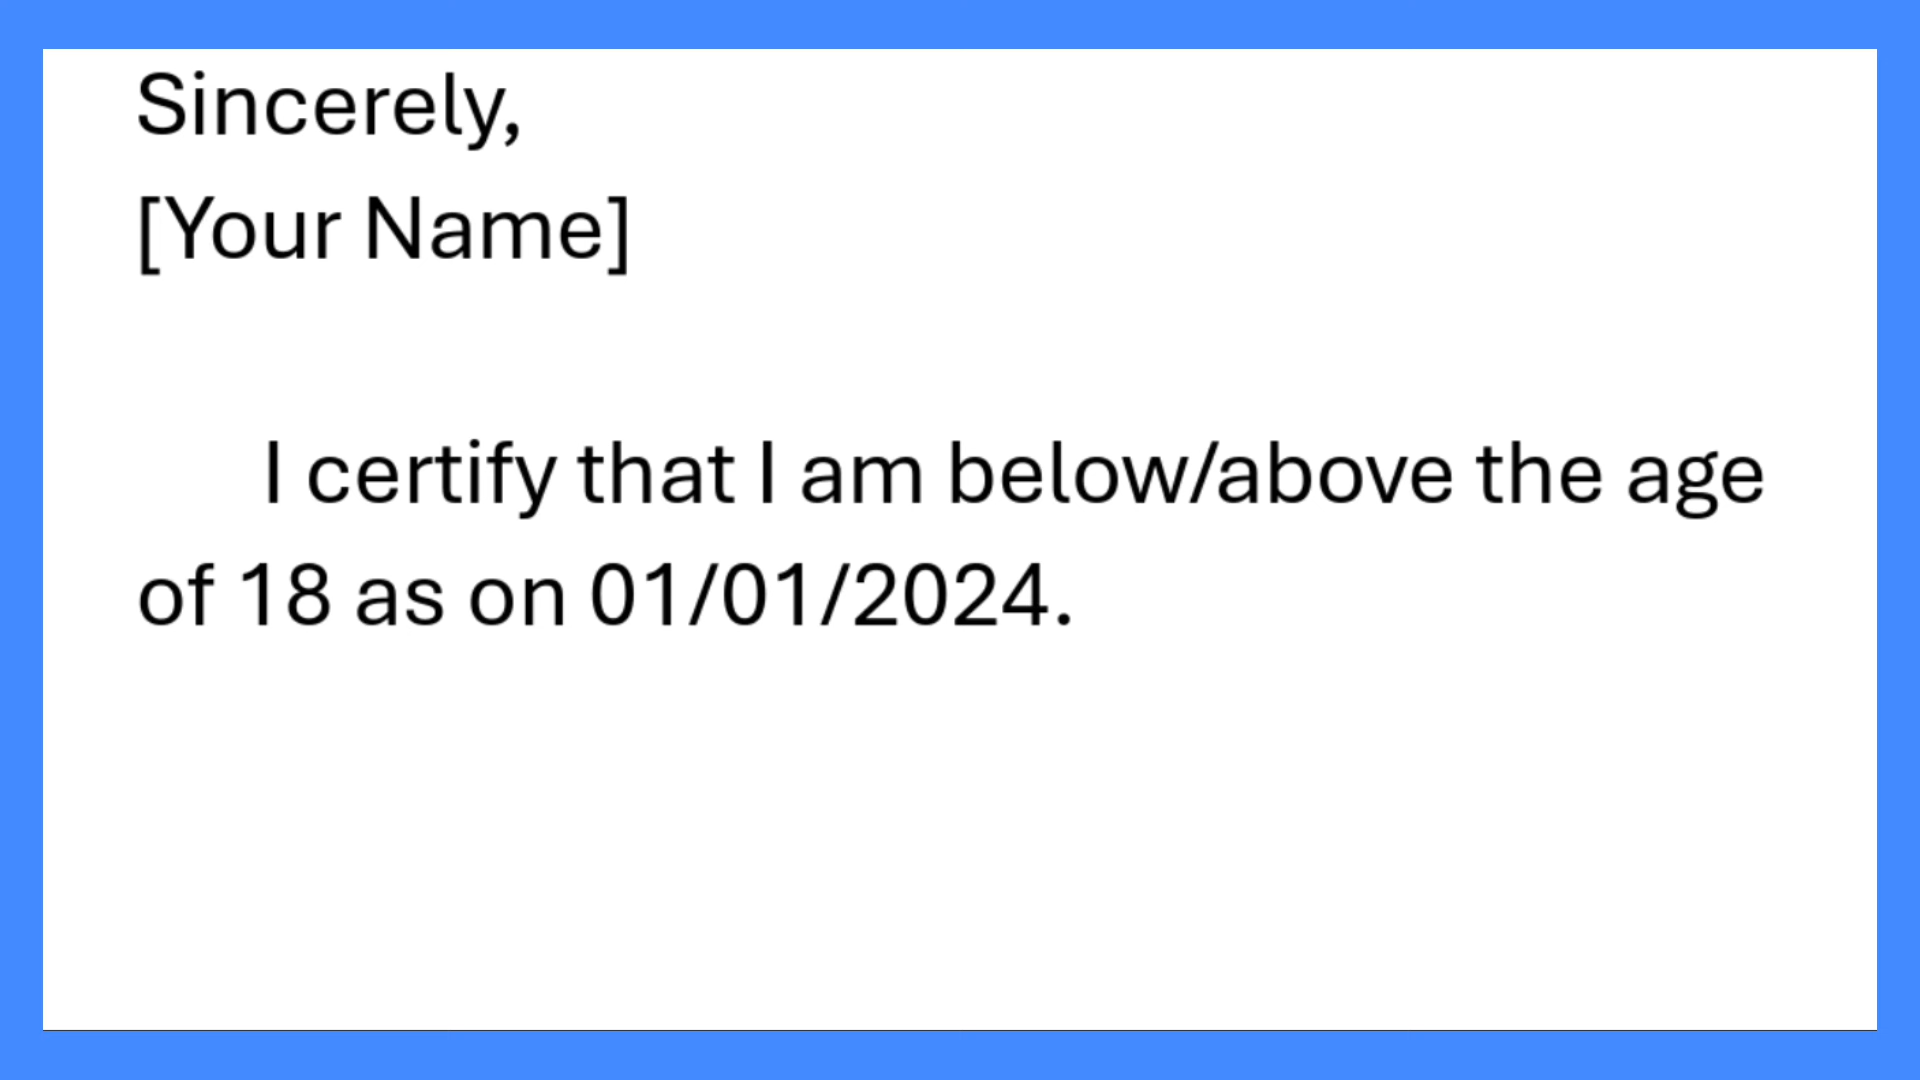 Sincerely,
[Your Name]
I certify that I am below/above the age
of 18 as on 01/01/2024.